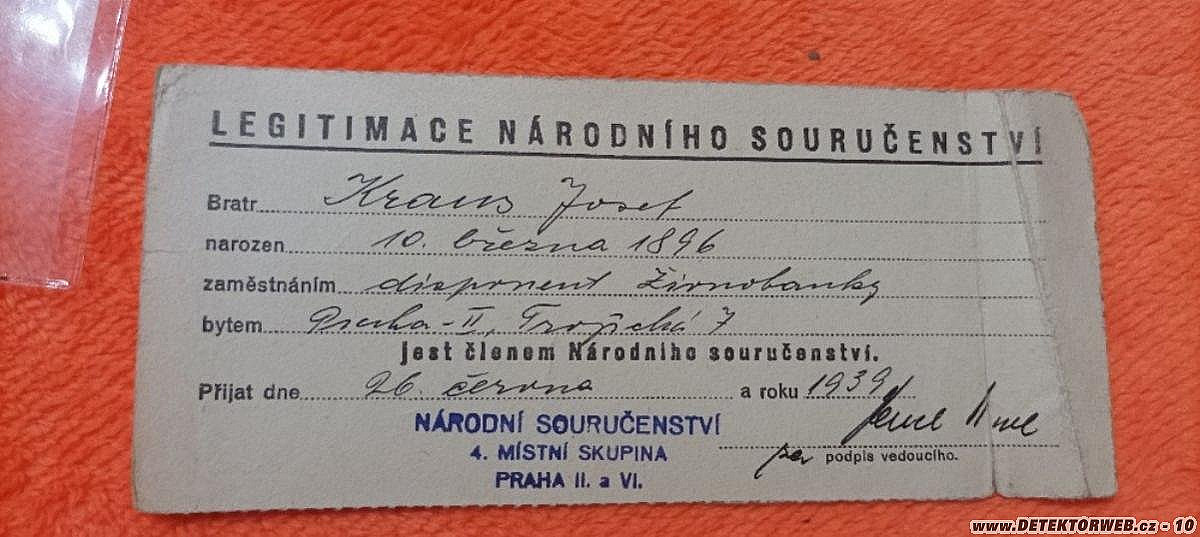 LEGITIMACE NÁRODNÍHO SOURUČENSTVÍ
Bratr Kraus Josef
narozen 10. března 1896
zaměstnáním disponent Živnobanky
bytem Praha-II, Trojická 7
jest členem Národního souručenství.
Přijat dne 26. června a roku 1939
NÁRODNÍ SOURUČENSTVÍ
4. MÍSTNÍ SKUPINA
PRAHA II. a VI.
podpis vedoucího.
www.DETEKTORWEB.cz - 10